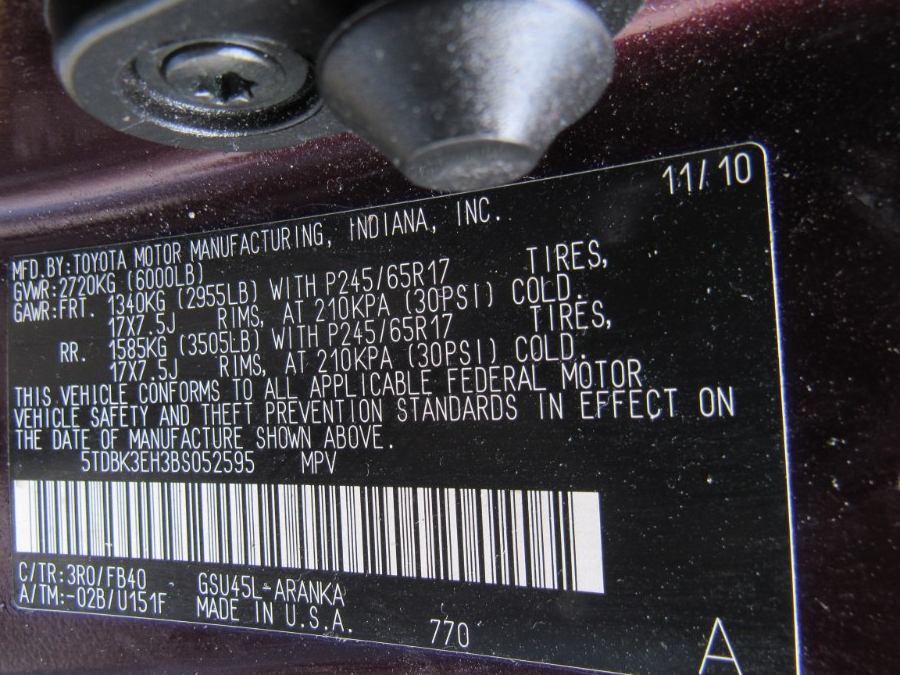 11/10
MFD.BY:TOYOTA MOTOR MANUFACTURING, INDIANA, INC.
GVWR:2720KG (6000LB)
GAWR:FRT. 1340KG (2955LB) WITH P245/65R17 TIRES,
17X7.5J RIMS, AT 210KPA (30PSI) COLD.
RR. 1585KG (3505LB) WITH P245/65R17 TIRES,
17X7.5J RIMS, AT 210KPA (30PSI) COLD.
THIS VEHICLE CONFORMS TO ALL APPLICABLE FEDERAL MOTOR
VEHICLE SAFETY AND THEFT PREVENTION STANDARDS IN EFFECT ON
THE DATE OF MANUFACTURE SHOWN ABOVE.
5TDBK3EH3BS052595 MPV
C/TR:3R0/FB40 GSU45L-ARANKA
A/TM:-02B/U151F MADE IN U.S.A.
770
A